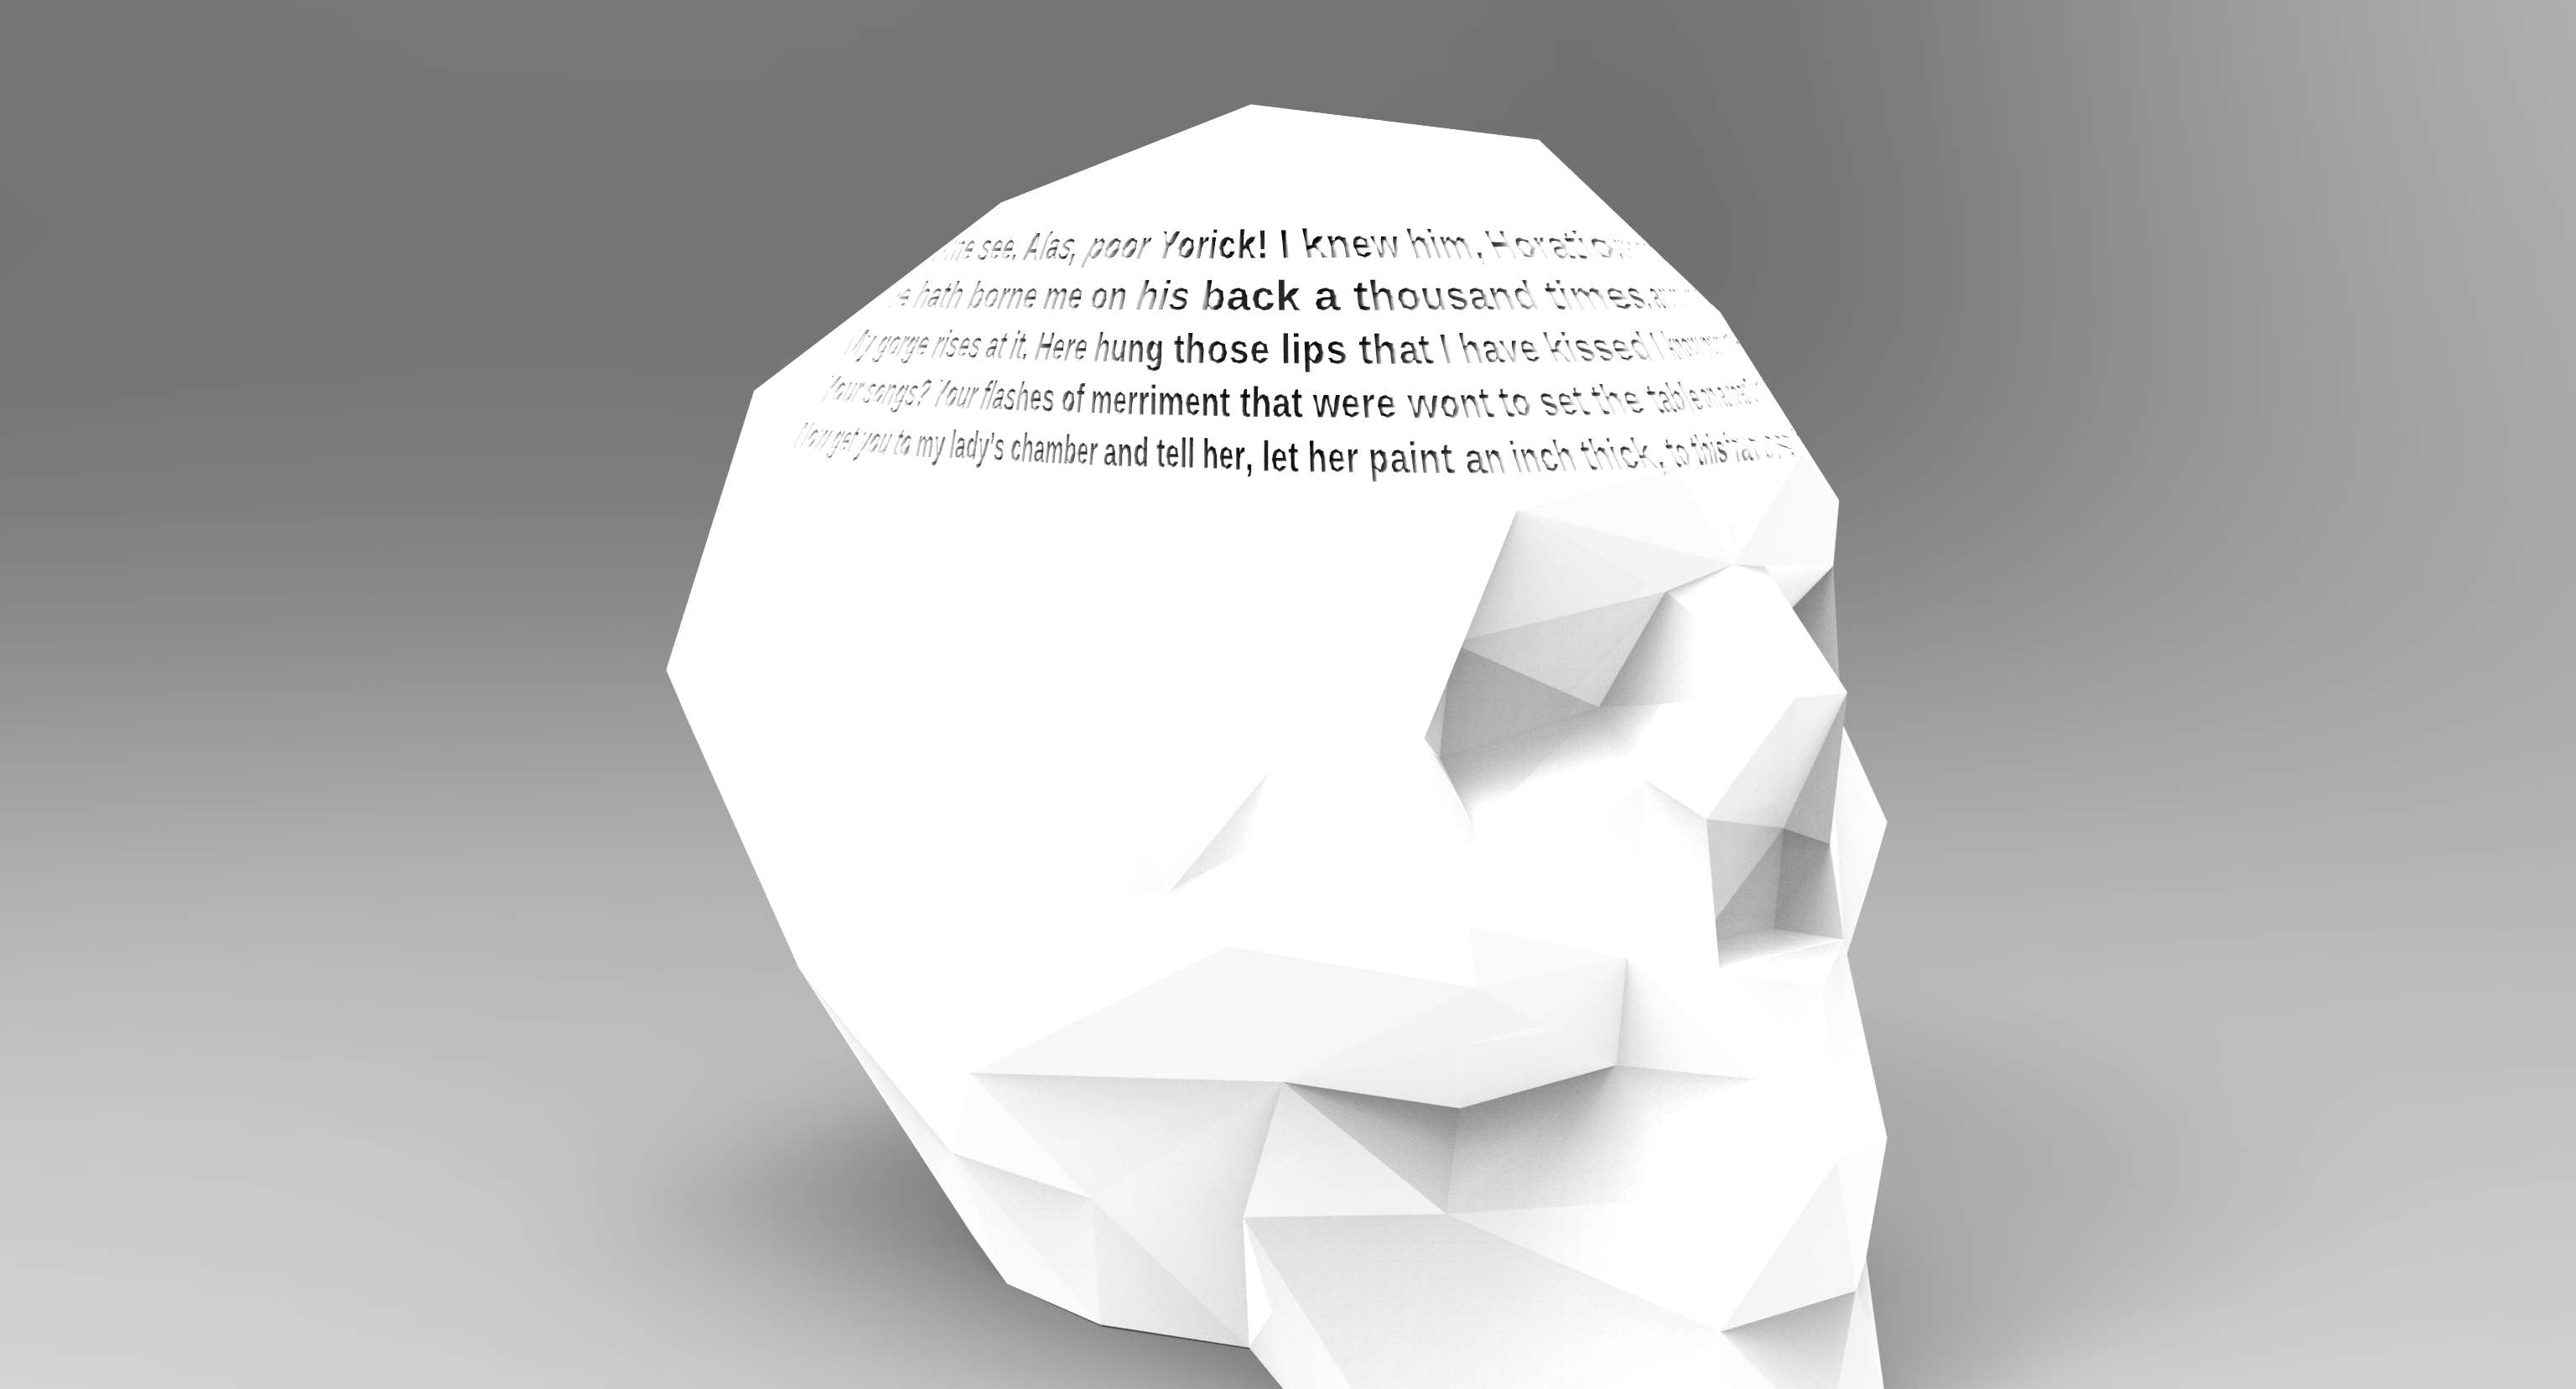 me see. Alas, poor Yorick! I knew him, Horatio,
hath borne me on his back a thousand times,
My gorge rises at it. Here hung those lips that I have kissed I
Your songs? Your flashes of merriment that were wont to set the table on a
Now get you to my lady's chamber and tell her, let her paint an inch thick, to this